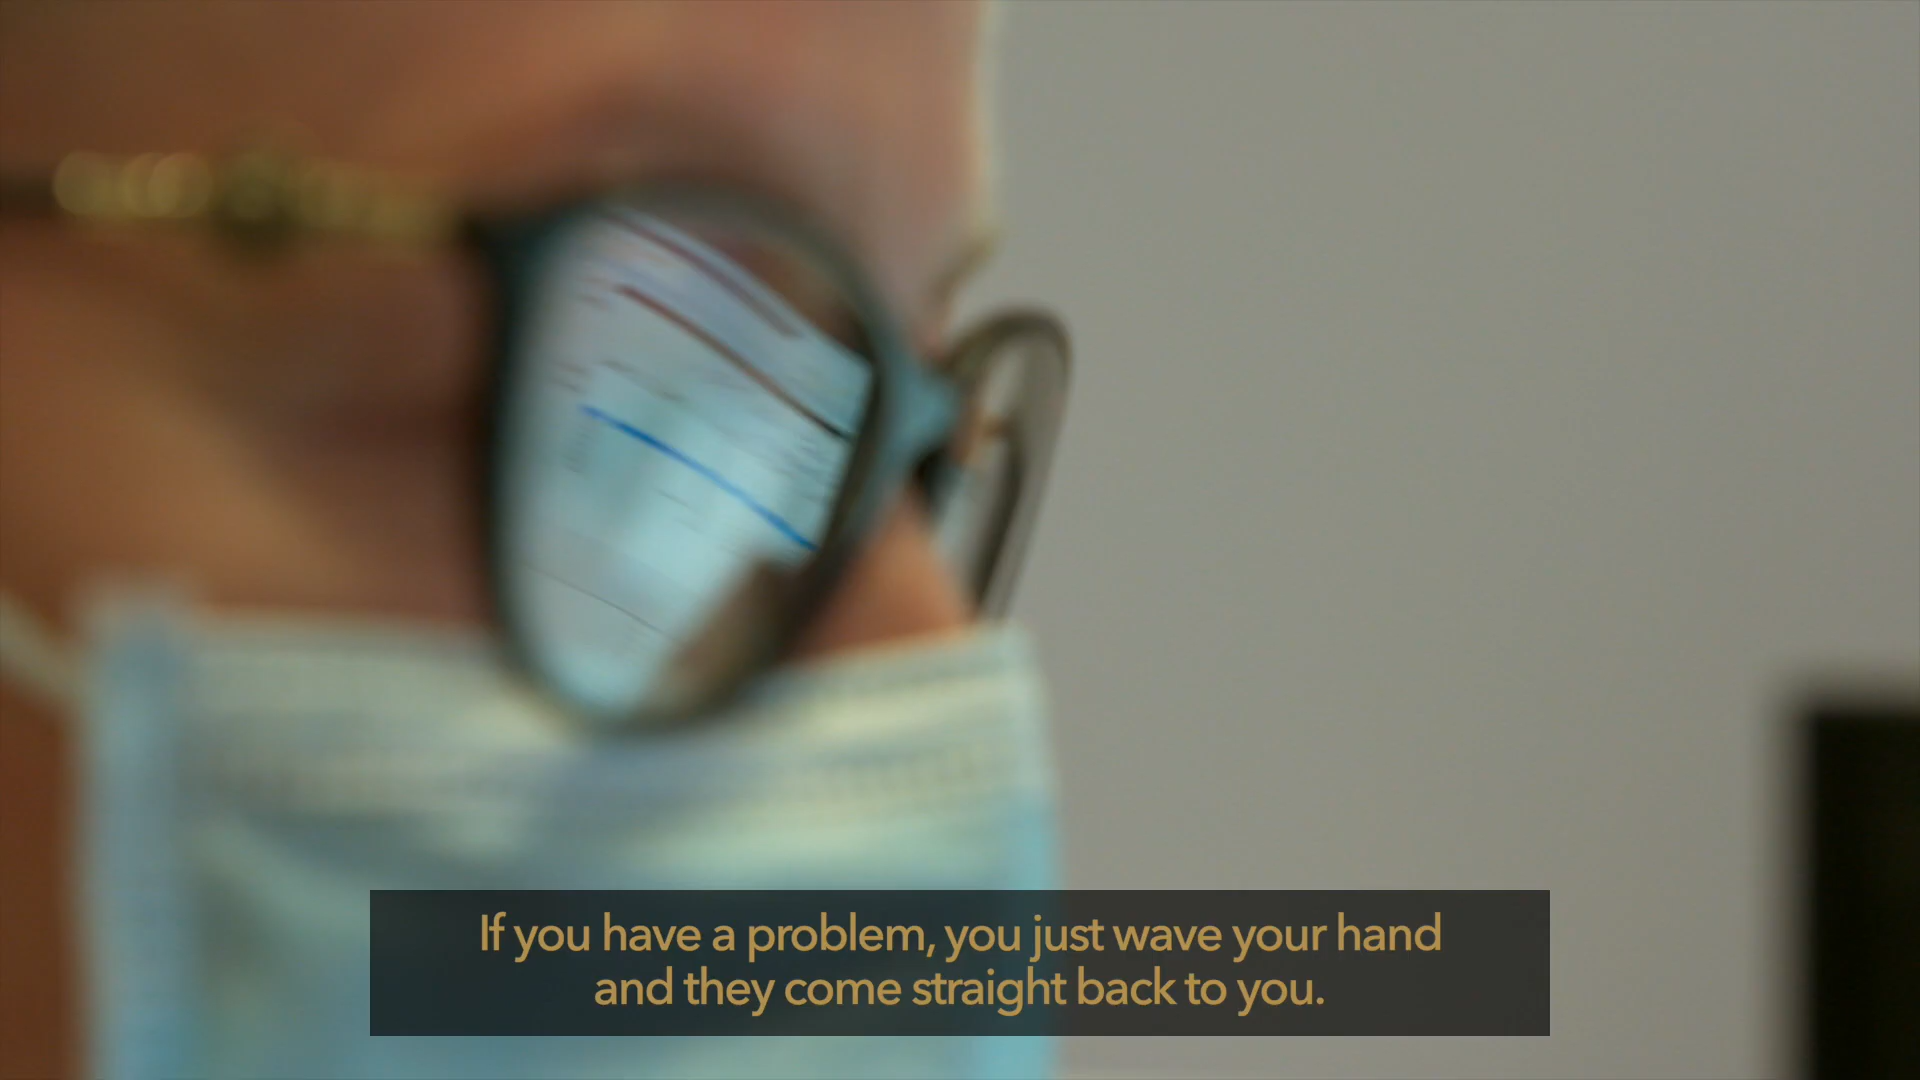 If you have a problem, you just wave your hand
and they come straight back to you.